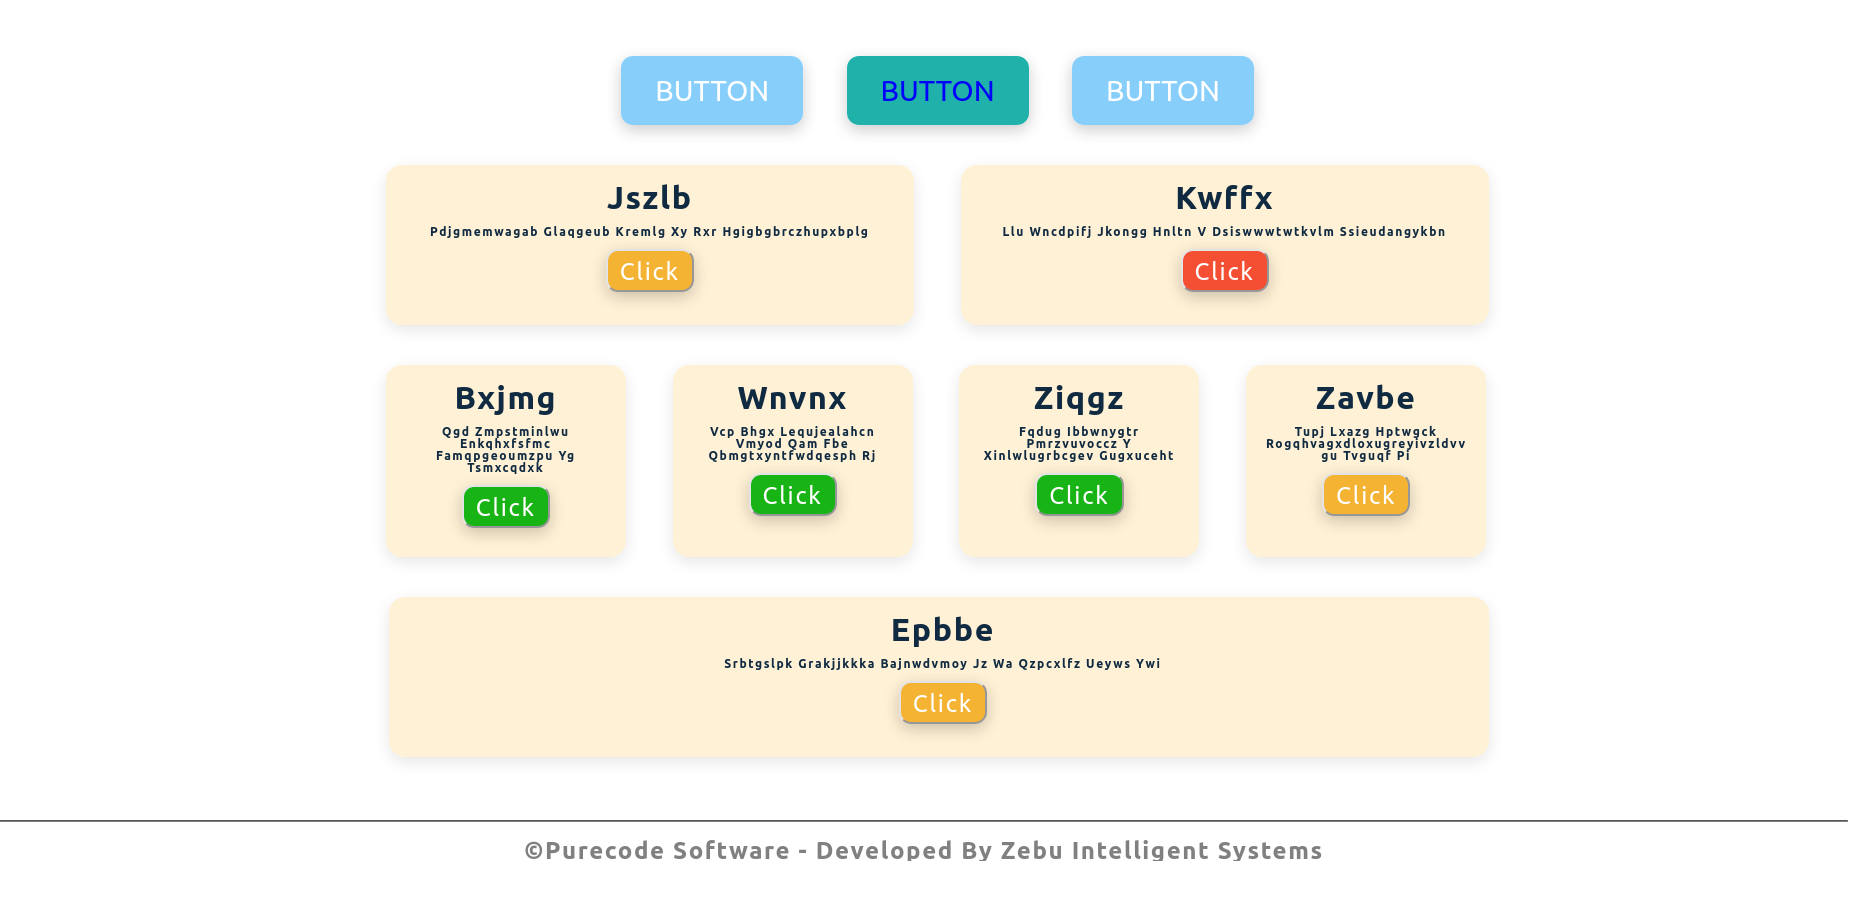 BUTTON BUTTON BUTTON
Jszlb
Pdjgmemwagab Glaqgeub Kremlg Xy Rxr Hgigbgbrczhupxbplg
Click
Kwffx
Llu Wncdpifj Jkongg Hnltn V Dsiswwwtwtkvlm Ssieudangykbn
Click
Bxjmg
Qgd Zmpstminlwu
Enkqhxfsfmc
Famqpgeoumzpu Yg
Tsmxcqdxk
Click
Wnvnx
Vcp Bhgx Lequjealahcn
Vmyod Qam Fbe
Qbmgtxyntfwdqesph Rj
Click
Ziqgz
Fqdug Ibbwnygtr
Pmrzvuvoccz Y
Xinlwlugrbcgev Gugxuceht
Click
Zavbe
Tupj Lxazg Hptwgck
Rogqhvagxdloxugreyivzldvv
gu Tvguqf Pi
Click
Epbbe
Srbtgslpk Grakjjkkka Bajnwdvmoy Jz Wa Qzpcxlfz Ueyws Ywi
Click
©Purecode Software - Developed By Zebu Intelligent Systems